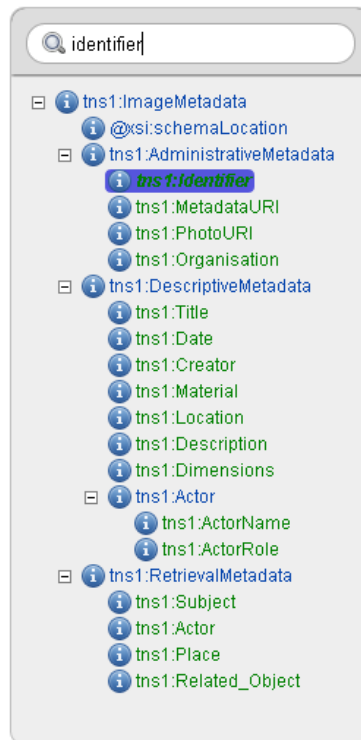 identifier
tns1:ImageMetadata
@xsi:schemaLocation
tns1:AdministrativeMetadata
tns1:Identifier
tns1:MetadataURI
tns1:PhotoURI
tns1:Organisation
tns1:DescriptiveMetadata
tns1:Title
tns1:Date
tns1:Creator
tns1:Material
tns1:Location
tns1:Description
tns1:Dimensions
tns1:Actor
tns1:ActorName
tns1:ActorRole
tns1:RetrievalMetadata
tns1:Subject
tns1:Actor
tns1:Place
tns1:Related_Object